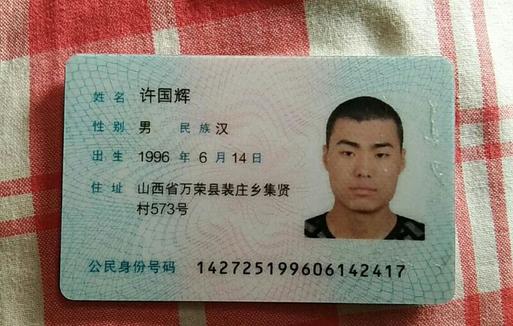 姓名 许国辉
性别 男 民族 汉
出生 1996 年 6 月 14 日
住址 山西省万荣县裴庄乡集贤
村573号
公民身份号码 142725199606142417